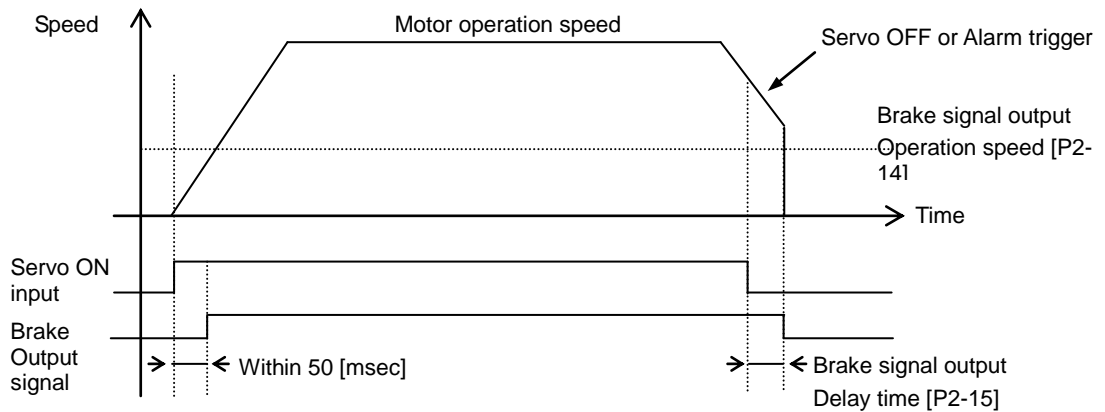 Speed
Motor operation speed
Servo OFF or Alarm trigger
Brake signal output
Operation speed [P2-
14]
Time
Servo ON
input
Brake
Output
signal
Within 50 [msec]
Brake signal output
Delay time [P2-15]